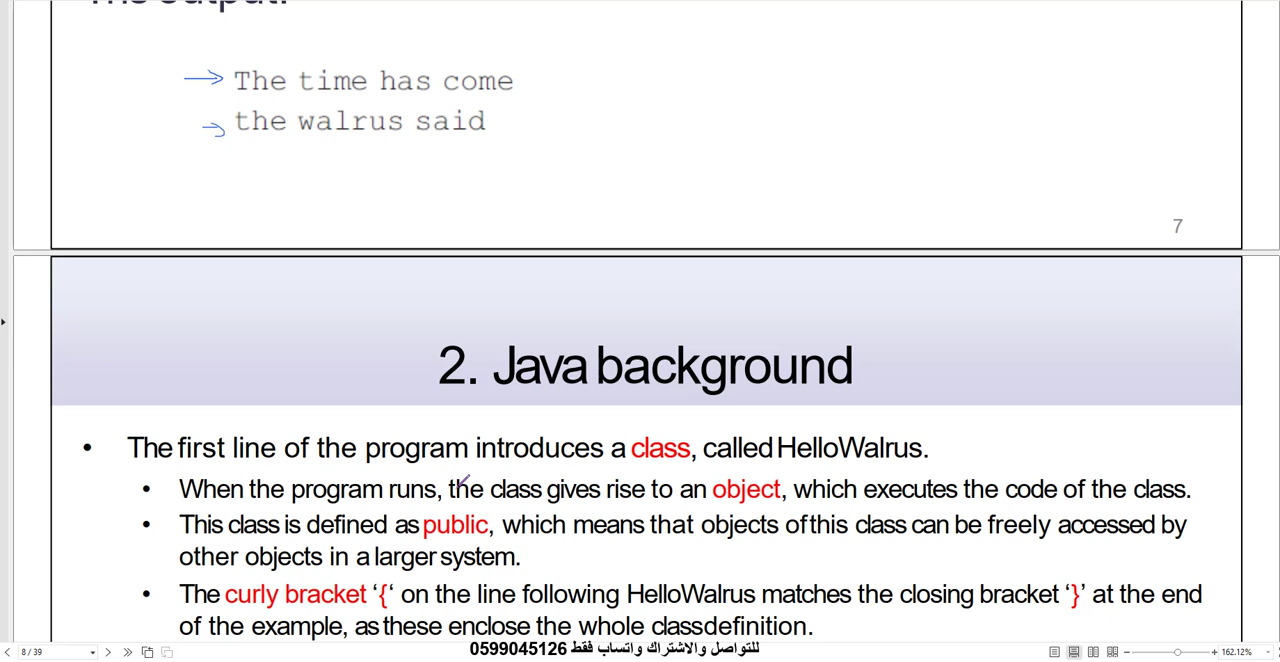 The output:
The time has come
the walrus said
7
2. Java background
• The first line of the program introduces a class, called HelloWalrus.
• When the program runs, the class gives rise to an object, which executes the code of the class.
• This class is defined as public, which means that objects of this class can be freely accessed by
other objects in a larger system.
• The curly bracket ‘{‘ on the line following HelloWalrus matches the closing bracket ‘}’ at the end
of the example, as these enclose the whole class definition.
للتواصل والاشتراك واتساب فقط 0599045126
8 / 39
162.12%